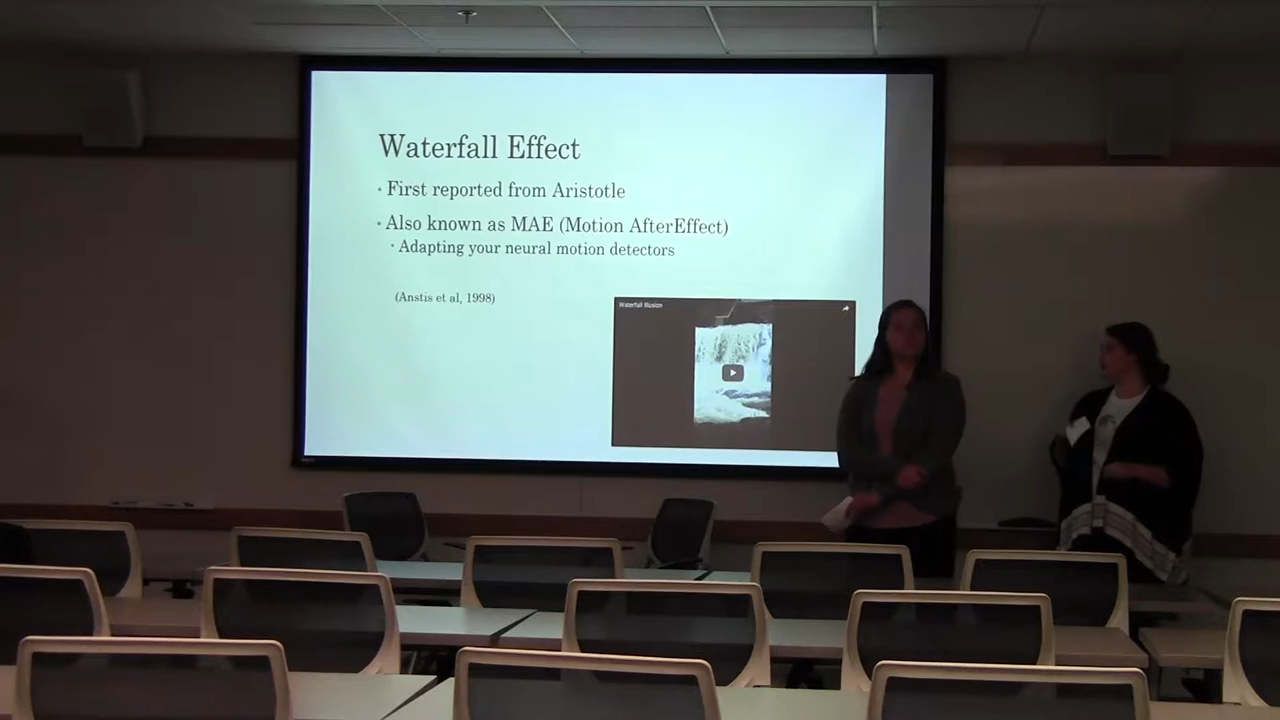 Waterfall Effect
• First reported from Aristotle
• Also known as MAE (Motion AfterEffect)
• Adapting your neural motion detectors
(Anstis et al, 1998)
Waterfall Illusion